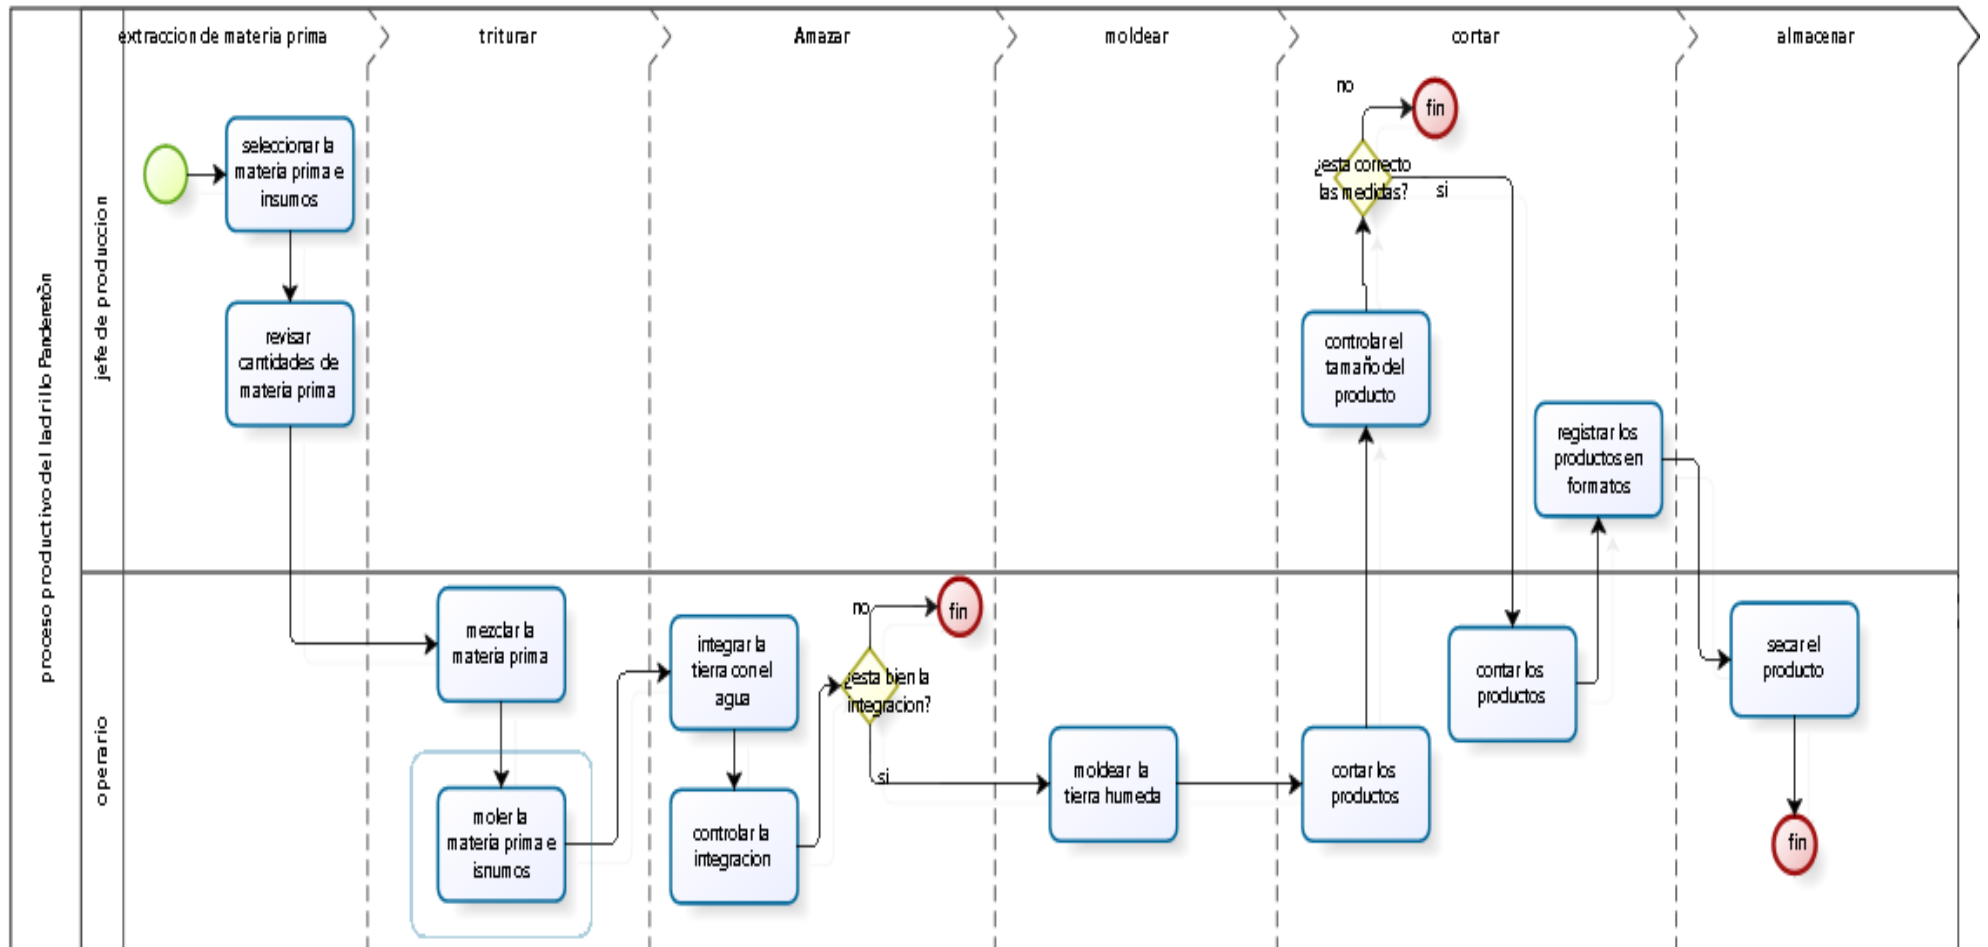 extraccion de materia prima
triturar
Amazar
moldear
cortar
almacenar
proceso productivo del ladrillo Panderetòn
jefe de produccion
operario
seleccionar la
materia prima e
insumos
revisar
cantidades de
materia prima
mezclar la
materia prima
moler la
materia prima e
isnumos
integrar la
tierra con el
agua
controlar la
integracion
¿esta bien la
integracion?
no
fin
si
moldear la
tierra humeda
cortar los
productos
controlar el
tamaño del
producto
¿esta correcto
las medidas?
no
fin
si
contar los
productos
registrar los
productos en
formatos
secar el
producto
fin